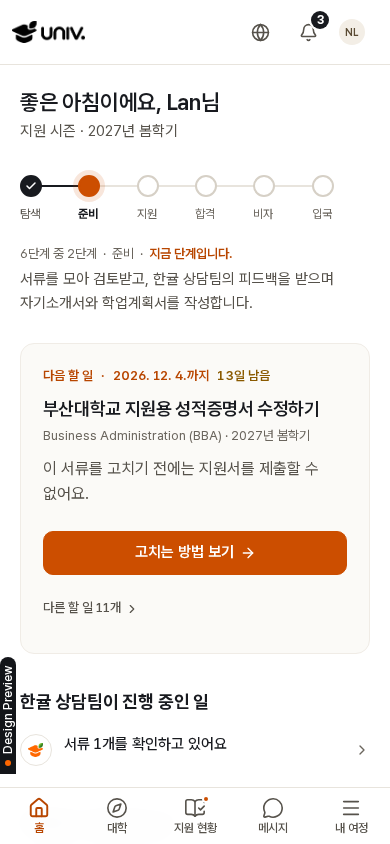 UNIV.
3
NL
좋은 아침이에요, Lan님
지원 시즌 · 2027년 봄학기
탐색
준비
지원
합격
비자
입국
6단계 중 2단계 · 준비 · 지금 단계입니다.
서류를 모아 검토받고, 한귤 상담팀의 피드백을 받으며
자기소개서와 학업계획서를 작성합니다.
다음 할 일 · 2026. 12. 4.까지 13일 남음
부산대학교 지원용 성적증명서 수정하기
Business Administration (BBA) · 2027년 봄학기
이 서류를 고치기 전에는 지원서를 제출할 수
없어요.
고치는 방법 보기 →
다른 할 일 11개
한귤 상담팀이 진행 중인 일
서류 1개를 확인하고 있어요
Design Preview
홈
대학
지원 현황
메시지
내 여정